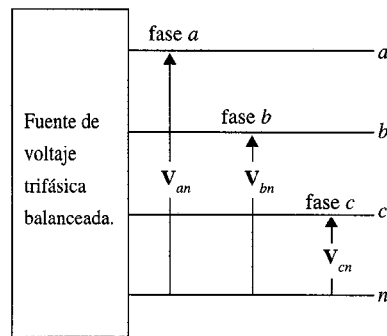 fase a
a
fase b
b
Fuente de
voltaje
trifásica
balanceada.
V_an
V_bn
fase c
c
V_cn
n